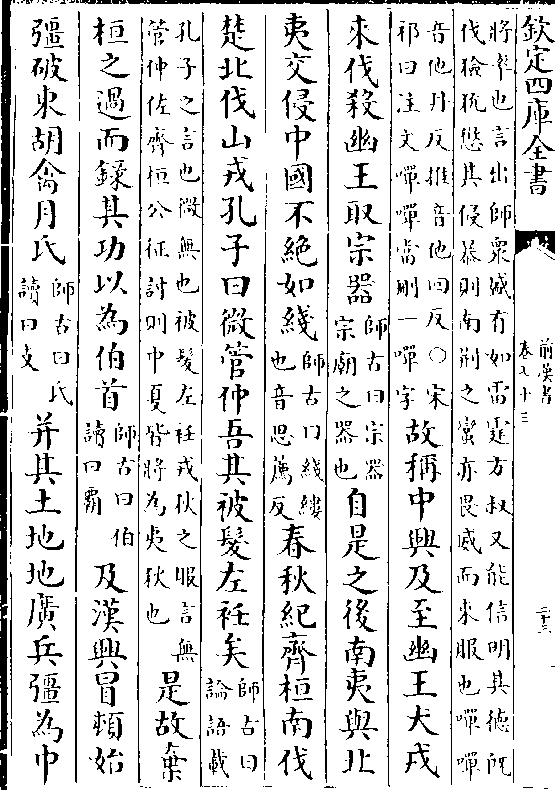 欽定四庫全書
前漢書
卷七十三
二十三
將率也言出師衆盛有如雷霆方叔又能信明其德旣
伐獫狁懲其侵暴則南荆之蠻亦畏威而來服也嘽嘽
音他丹反推音他回反○宋
祁曰注文嘽嘽當刪一嘽字
故稱中興及至幽王犬戎
來伐殺幽王取宗器師古曰宗器宗廟之器也自是之後南夷與北
夷交侵中國不絕如綫師古曰綫縷也音思薦反春秋紀齊桓南伐
楚北伐山戎孔子曰微管仲吾其被髮左衽矣師古曰論語載
孔子之言也微無也被髮左衽戎狄之服言無
管仲佐齊桓公征討則中夏皆將為夷狄也
是故棄
桓之過而錄其功以為伯首師古曰伯讀曰霸及漢興冒頓始
彊破東胡禽月氏師古曰氏讀曰支并其土地地廣兵彊為中